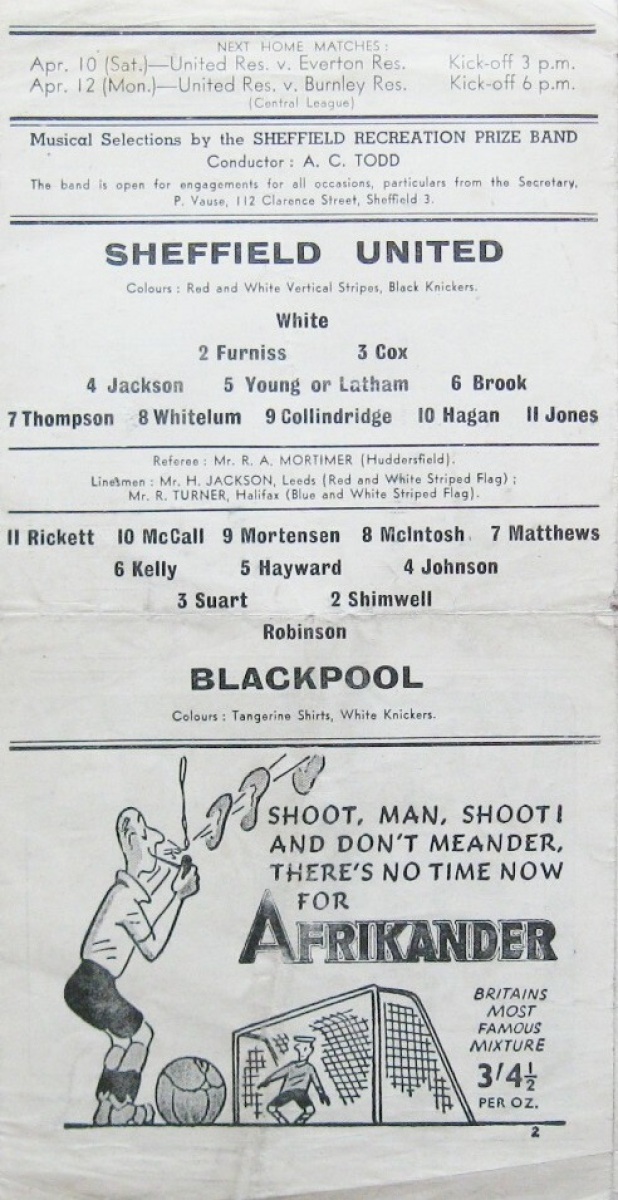 NEXT HOME MATCHES:
Apr. 10 (Sat.)—United Res. v. Everton Res. Kick-off 3 p.m.
Apr. 12 (Mon.)—United Res. v. Burnley Res. Kick-off 6 p.m.
(Central League)
Musical Selections by the SHEFFIELD RECREATION PRIZE BAND
Conductor : A. C. TODD
The band is open for engagements for all occasions, particulars from the Secretary,
P. Vause, 112 Clarence Street, Sheffield 3.
SHEFFIELD UNITED
Colours : Red and White Vertical Stripes, Black Knickers.
White
2 Furniss 3 Cox
4 Jackson 5 Young or Latham 6 Brook
7 Thompson 8 Whitelum 9 Collindridge 10 Hagan 11 Jones
Referee : Mr. R. A. MORTIMER (Huddersfield).
Linesmen : Mr. H. JACKSON, Leeds (Red and White Striped Flag) ;
Mr. R. TURNER, Halifax (Blue and White Striped Flag).
11 Rickett 10 McCall 9 Mortensen 8 McIntosh 7 Matthews
6 Kelly 5 Hayward 4 Johnson
3 Suart 2 Shimwell
Robinson
BLACKPOOL
Colours : Tangerine Shirts, White Knickers.
SHOOT, MAN, SHOOT!
AND DON'T MEANDER,
THERE'S NO TIME NOW
FOR
AFRIKANDER
BRITAINS
MOST
FAMOUS
MIXTURE
3/4½
PER OZ.
2